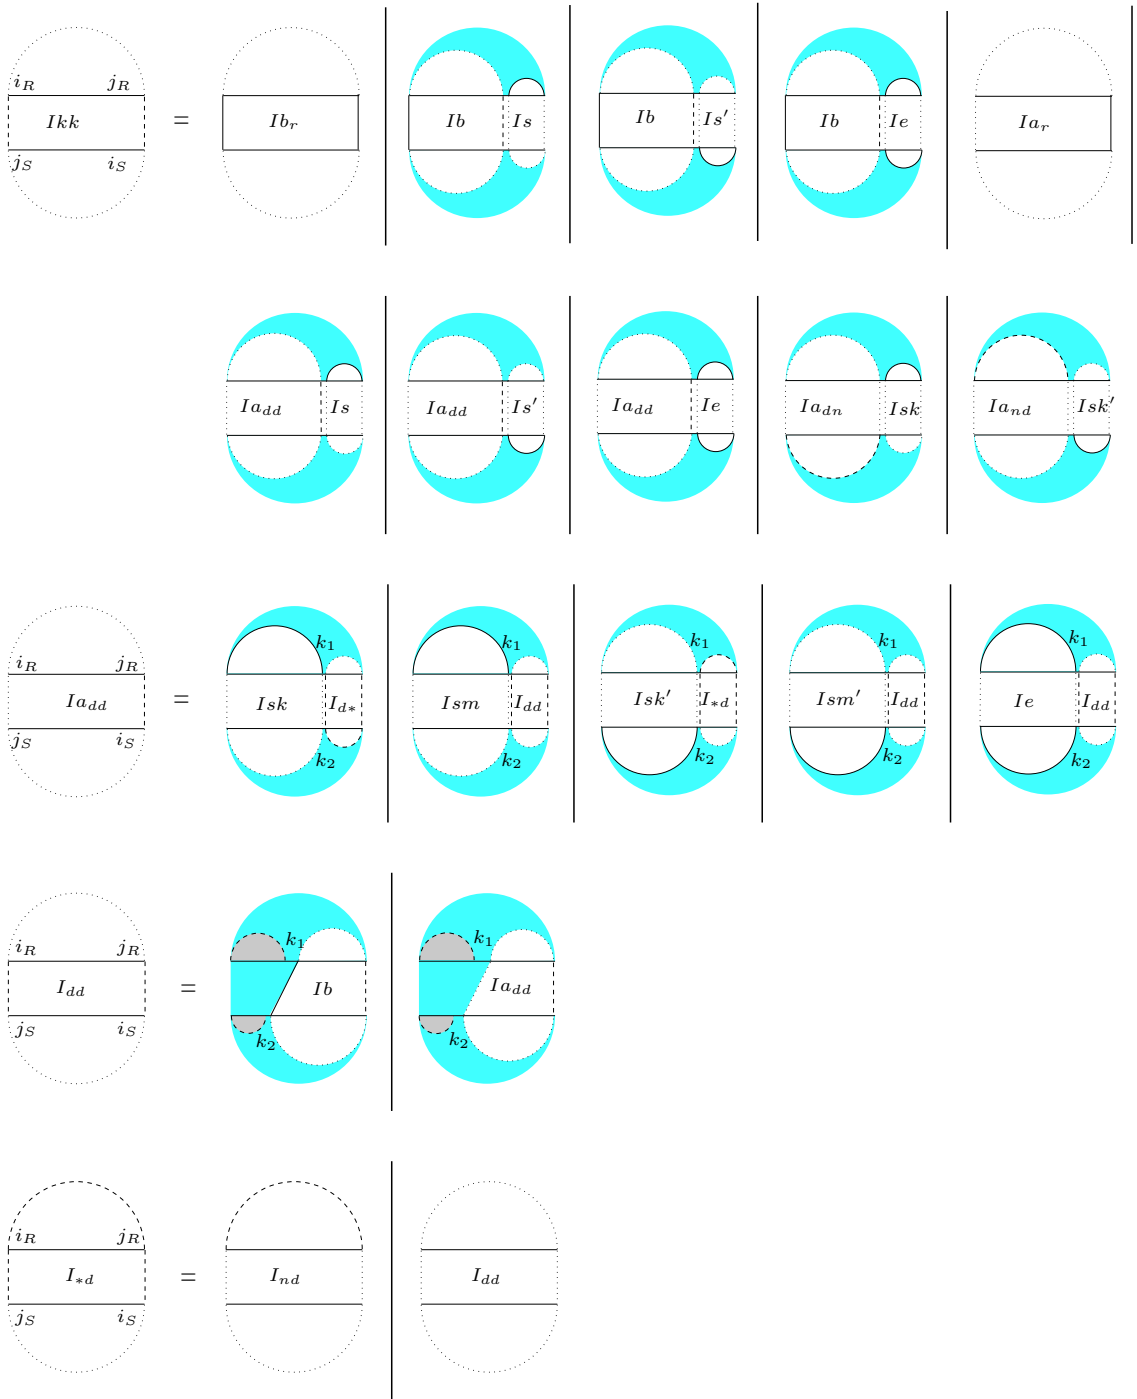 i_R j_R
Ikk = Ib_r Ib Is Ib Is' Ib Ie Ia_r
j_S i_S
Ia_dd Is Ia_dd Is' Ia_dd Ie Ia_dn Isk Ia_nd Isk'
i_R j_R k_1 k_1 k_1 k_1 k_1
Ia_dd = Isk I_d* Ism I_dd Isk' I_*d Ism' I_dd Ie I_dd
j_S i_S k_2 k_2 k_2 k_2 k_2
i_R j_R k_1 k_1
I_dd = Ib Ia_dd
j_S i_S k_2 k_2
i_R j_R
I_*d = I_nd I_dd
j_S i_S